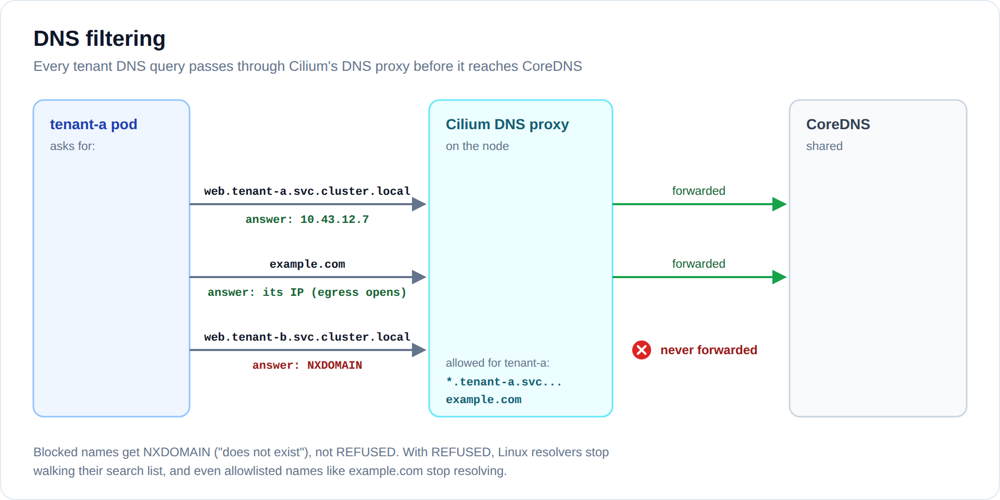 DNS filtering
Every tenant DNS query passes through Cilium's DNS proxy before it reaches CoreDNS
tenant-a pod
asks for:
Cilium DNS proxy
on the node
CoreDNS
shared
web.tenant-a.svc.cluster.local
answer: 10.43.12.7
forwarded
example.com
answer: its IP (egress opens)
forwarded
web.tenant-b.svc.cluster.local
answer: NXDOMAIN
never forwarded
allowed for tenant-a:
*.tenant-a.svc...
example.com
Blocked names get NXDOMAIN ("does not exist"), not REFUSED. With REFUSED, Linux resolvers stop
walking their search list, and even allowlisted names like example.com stop resolving.